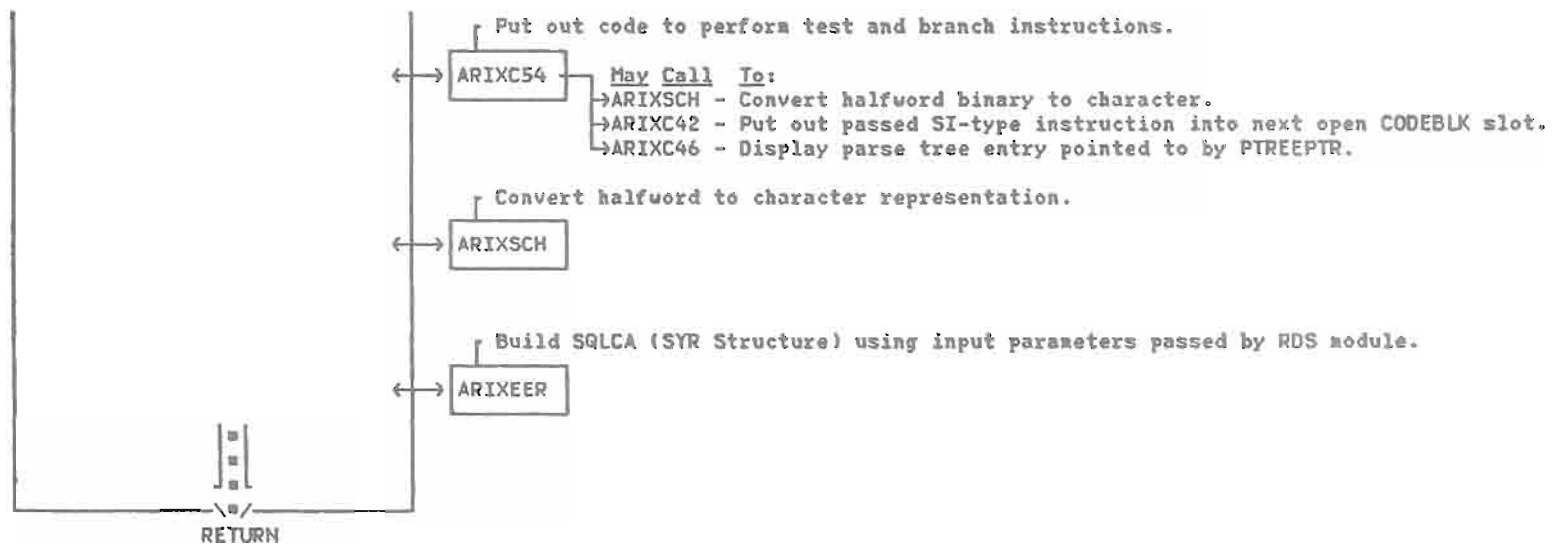 Put out code to perform test and branch instructions.
ARIXC54
May Call To:
ARIXSCH - Convert halfword binary to character.
ARIXC42 - Put out passed SI-type instruction into next open CODEBLK slot.
ARIXC46 - Display parse tree entry pointed to by PTREEPTR.
Convert halfword to character representation.
ARIXSCH
Build SQLCA (SYR Structure) using input parameters passed by RDS module.
ARIXEER
RETURN